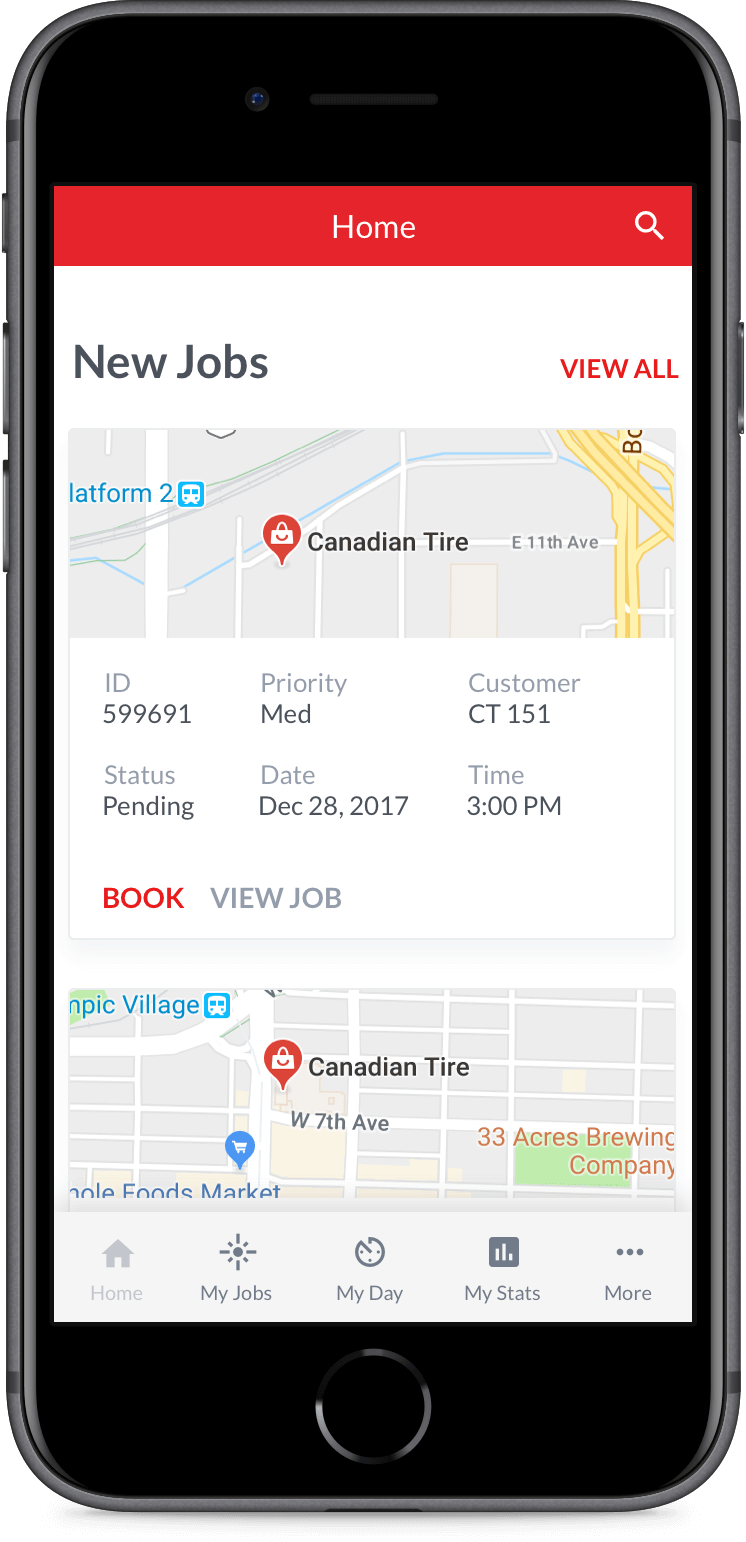 Home
New Jobs
VIEW ALL
latform 2
Canadian Tire
E 11th Ave
ID
Priority
Customer
599691
Med
CT 151
Status
Date
Time
Pending
Dec 28, 2017
3:00 PM
BOOK
VIEW JOB
mpic Village
Canadian Tire
W 7th Ave
33 Acres Brewing
Company
hole Foods Market
Home
My Jobs
My Day
My Stats
More